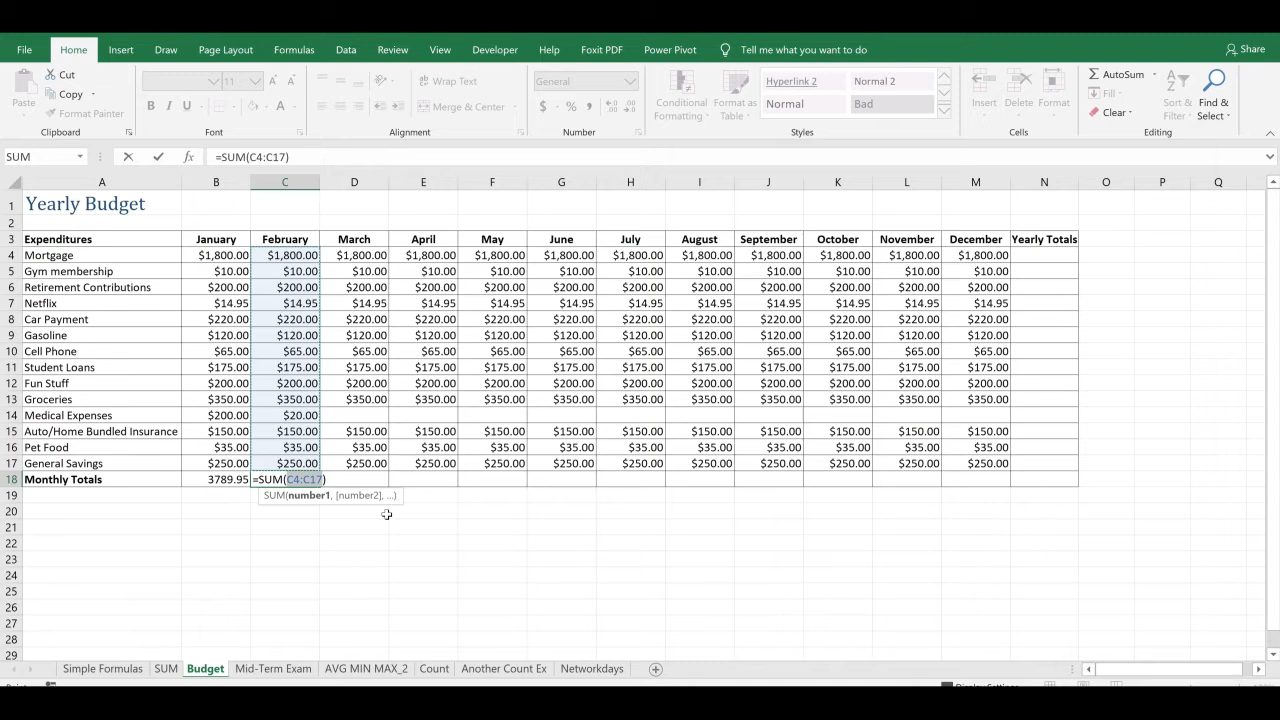 File Home Insert Draw Page Layout Formulas Data Review View Developer Help Foxit PDF Power Pivot Tell me what you want to do Share
Cut
Copy
Format Painter
Paste
Clipboard
11
Font
Wrap Text
Merge & Center
Alignment
General
$ % ,
Number
Conditional Formatting
Format as Table
Hyperlink 2 Normal 2
Normal Bad
Styles
Insert Delete Format
Cells
AutoSum
Fill
Clear
Sort & Filter
Find & Select
Editing
SUM =SUM(C4:C17)
A B C D E F G H I J K L M N O P Q
1 Yearly Budget
2
3 Expenditures January February March April May June July August September October November December Yearly Totals
4 Mortgage $1,800.00 $1,800.00 $1,800.00 $1,800.00 $1,800.00 $1,800.00 $1,800.00 $1,800.00 $1,800.00 $1,800.00 $1,800.00 $1,800.00
5 Gym membership $10.00 $10.00 $10.00 $10.00 $10.00 $10.00 $10.00 $10.00 $10.00 $10.00 $10.00 $10.00
6 Retirement Contributions $200.00 $200.00 $200.00 $200.00 $200.00 $200.00 $200.00 $200.00 $200.00 $200.00 $200.00 $200.00
7 Netflix $14.95 $14.95 $14.95 $14.95 $14.95 $14.95 $14.95 $14.95 $14.95 $14.95 $14.95 $14.95
8 Car Payment $220.00 $220.00 $220.00 $220.00 $220.00 $220.00 $220.00 $220.00 $220.00 $220.00 $220.00 $220.00
9 Gasoline $120.00 $120.00 $120.00 $120.00 $120.00 $120.00 $120.00 $120.00 $120.00 $120.00 $120.00 $120.00
10 Cell Phone $65.00 $65.00 $65.00 $65.00 $65.00 $65.00 $65.00 $65.00 $65.00 $65.00 $65.00 $65.00
11 Student Loans $175.00 $175.00 $175.00 $175.00 $175.00 $175.00 $175.00 $175.00 $175.00 $175.00 $175.00 $175.00
12 Fun Stuff $200.00 $200.00 $200.00 $200.00 $200.00 $200.00 $200.00 $200.00 $200.00 $200.00 $200.00 $200.00
13 Groceries $350.00 $350.00 $350.00 $350.00 $350.00 $350.00 $350.00 $350.00 $350.00 $350.00 $350.00 $350.00
14 Medical Expenses $200.00 $20.00
15 Auto/Home Bundled Insurance $150.00 $150.00 $150.00 $150.00 $150.00 $150.00 $150.00 $150.00 $150.00 $150.00 $150.00 $150.00
16 Pet Food $35.00 $35.00 $35.00 $35.00 $35.00 $35.00 $35.00 $35.00 $35.00 $35.00 $35.00 $35.00
17 General Savings $250.00 $250.00 $250.00 $250.00 $250.00 $250.00 $250.00 $250.00 $250.00 $250.00 $250.00 $250.00
18 Monthly Totals 3789.95 =SUM(C4:C17)
19 SUM(number1, [number2], ...)
20
21
22
23
24
25
26
27
28
29
Simple Formulas SUM Budget Mid-Term Exam AVG MIN MAX_2 Count Another Count Ex Networkdays
Display Settings